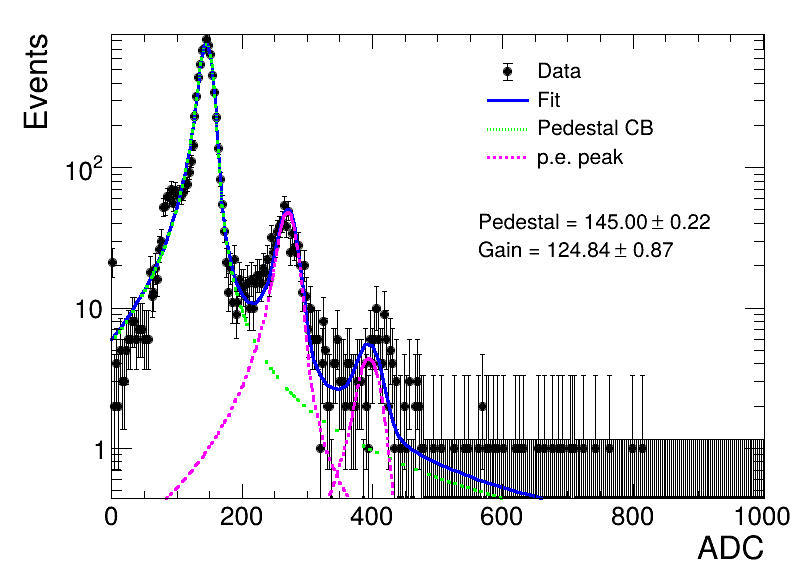 Events
Data
Fit
Pedestal CB
p.e. peak
10²
Pedestal = 145.00 ± 0.22
Gain = 124.84 ± 0.87
10
1
0 200 400 600 800 1000
ADC